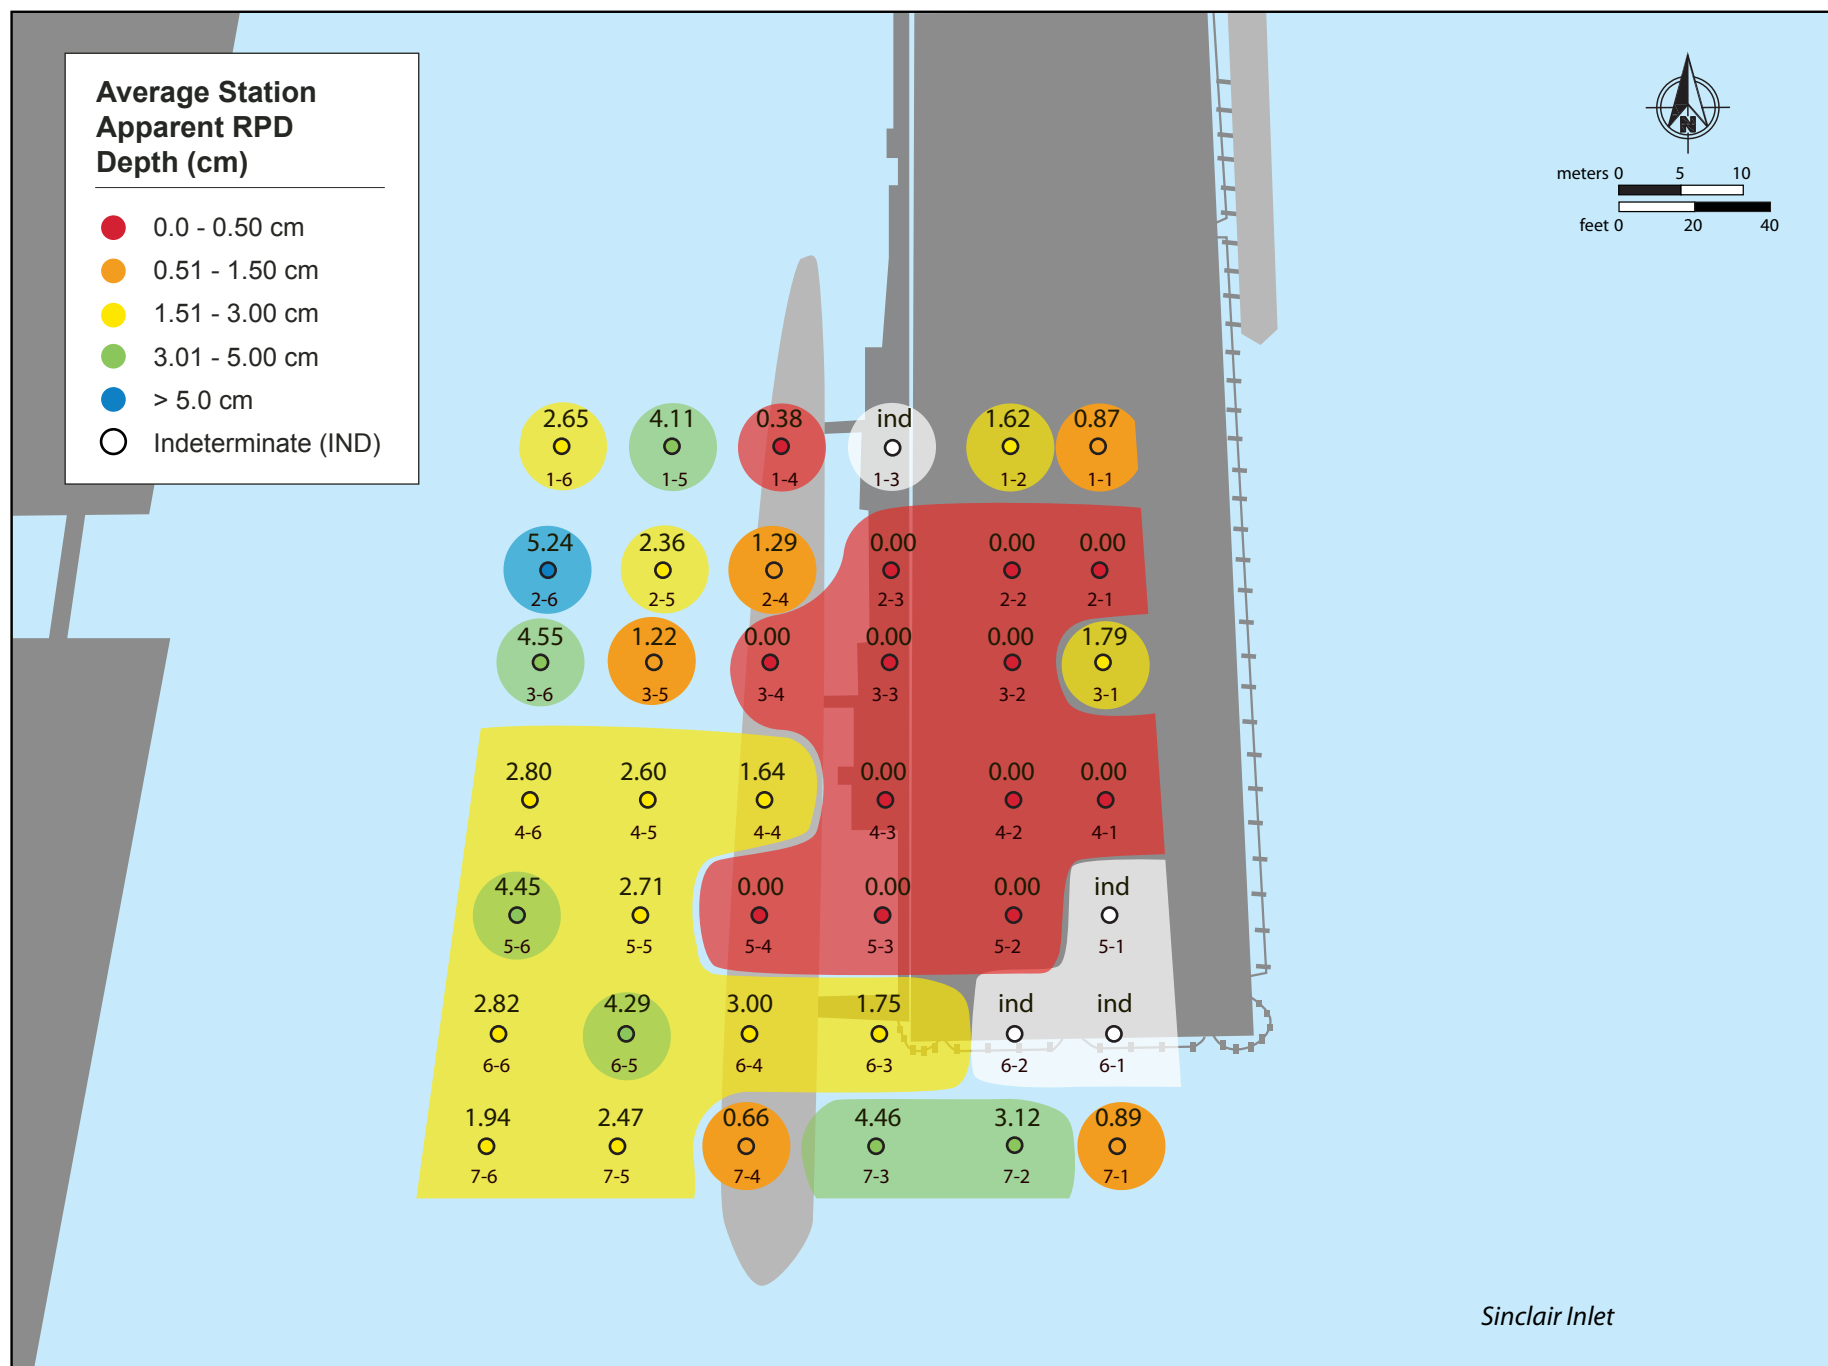 Average Station
Apparent RPD
Depth (cm)
0.0 - 0.50 cm
0.51 - 1.50 cm
1.51 - 3.00 cm
3.01 - 5.00 cm
> 5.0 cm
Indeterminate (IND)
N
meters 0 5 10
feet 0 20 40
2.65 4.11 0.38 ind 1.62 0.87
1-6 1-5 1-4 1-3 1-2 1-1
5.24 2.36 1.29 0.00 0.00 0.00
2-6 2-5 2-4 2-3 2-2 2-1
4.55 1.22 0.00 0.00 0.00 1.79
3-6 3-5 3-4 3-3 3-2 3-1
2.80 2.60 1.64 0.00 0.00 0.00
4-6 4-5 4-4 4-3 4-2 4-1
4.45 2.71 0.00 0.00 0.00 ind
5-6 5-5 5-4 5-3 5-2 5-1
2.82 4.29 3.00 1.75 ind ind
6-6 6-5 6-4 6-3 6-2 6-1
1.94 2.47 0.66 4.46 3.12 0.89
7-6 7-5 7-4 7-3 7-2 7-1
Sinclair Inlet